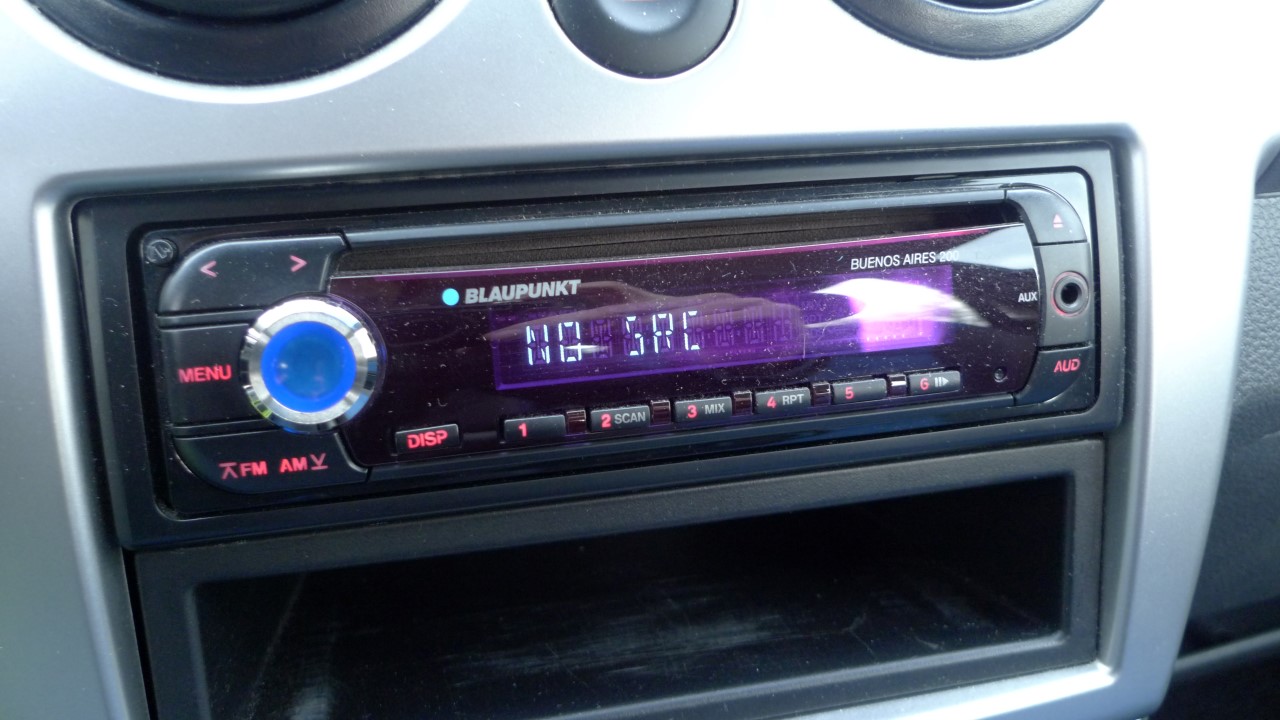 BUENOS AIRES 200
< >
BLAUPUNKT
AUX
NO SRC
MENU
AUD
DISP
1
2 SCAN
3 MIX
4 RPT
5
6
FM AM